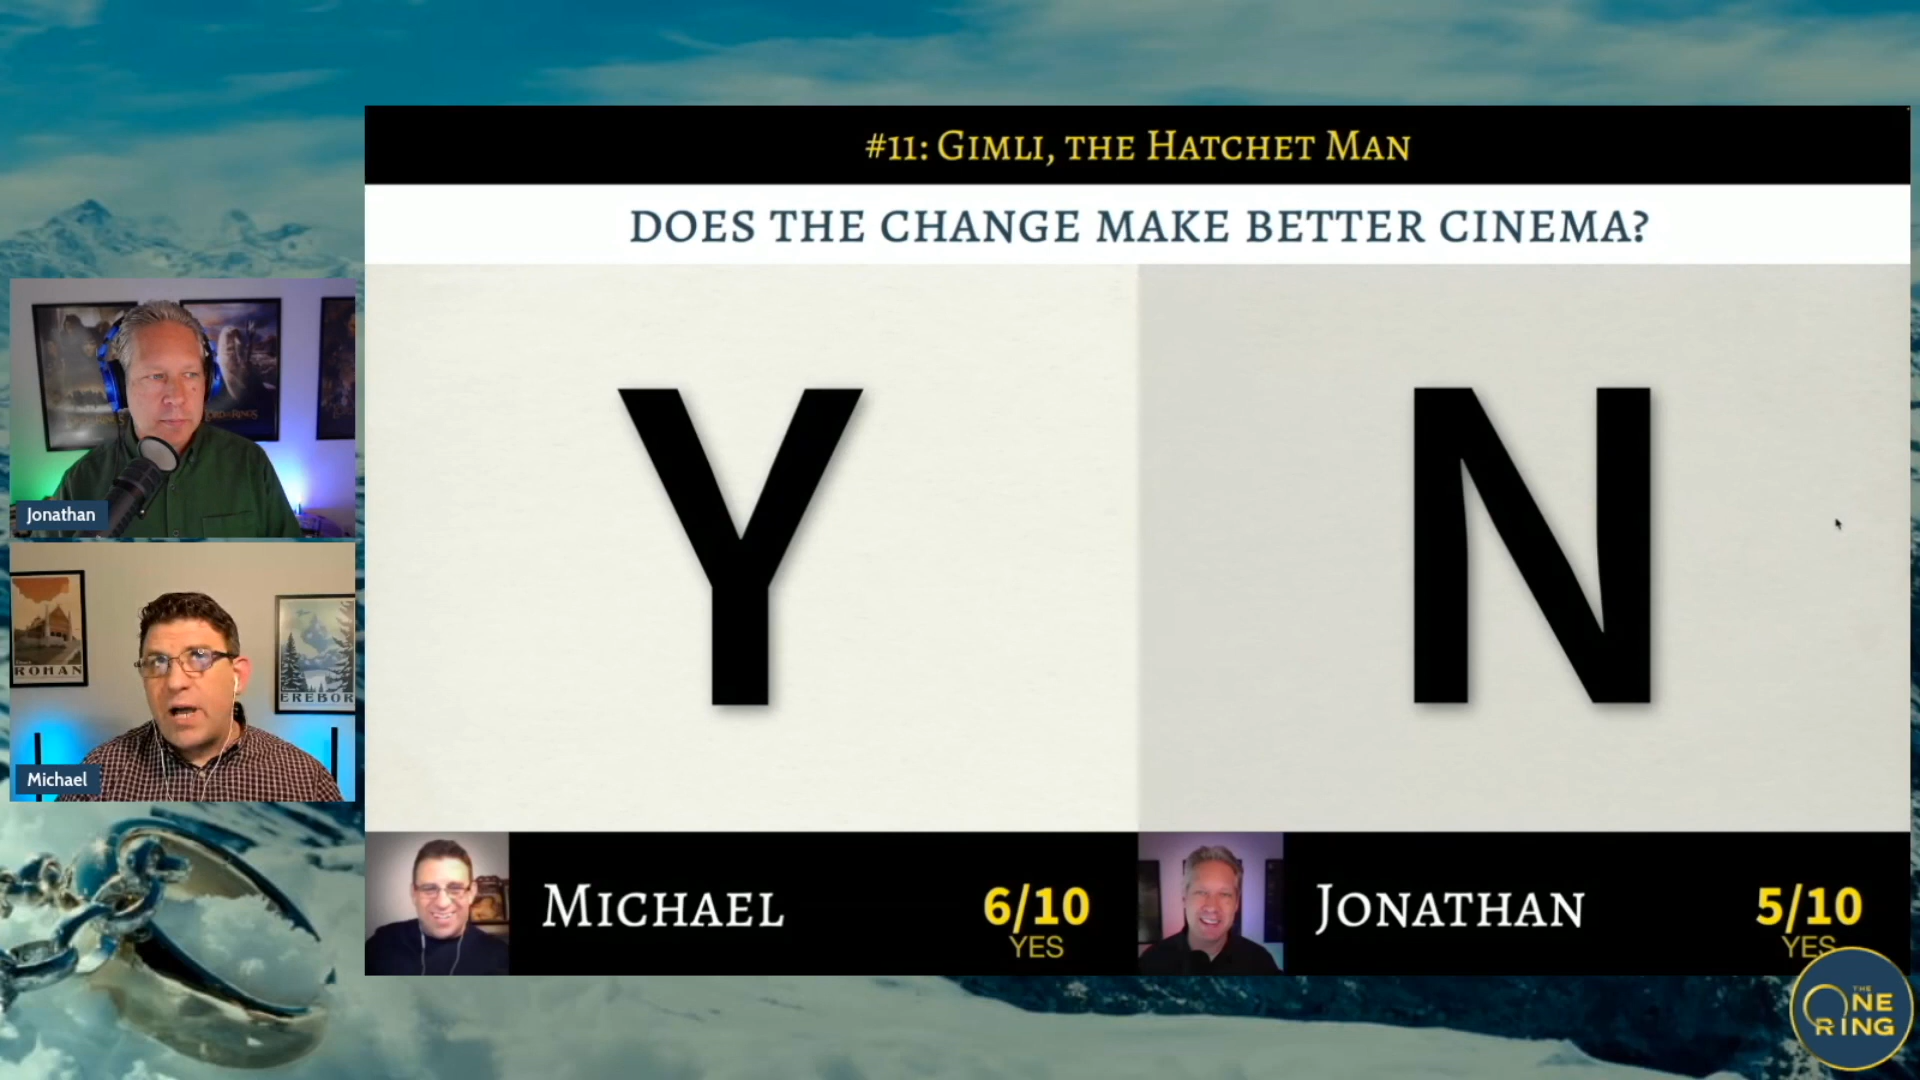 #11: Gimli, the Hatchet Man
DOES THE CHANGE MAKE BETTER CINEMA?
Y
N
Jonathan
ROHAN
EREBOR
Michael
Michael
6/10
YES
Jonathan
5/10
YES
THE
ONE
RING